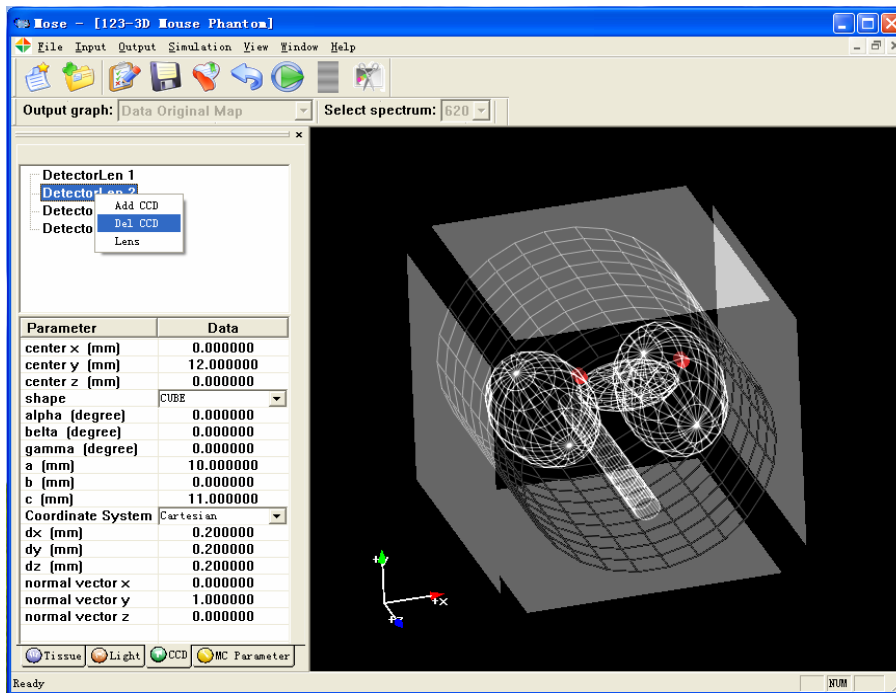 Mose - [123-3D Mouse Phantom]
File Input Output Simulation View Window Help
Output graph: Data Original Map Select spectrum: 620
DetectorLen 1
DetectorLen 2
Detecto
Detecto
Add CCD
Del CCD
Lens
Parameter Data
center x (mm) 0.000000
center y (mm) 12.000000
center z (mm) 0.000000
shape CUBE
alpha (degree) 0.000000
belta (degree) 0.000000
gamma (degree) 0.000000
a (mm) 10.000000
b (mm) 0.000000
c (mm) 11.000000
Coordinate System Cartesian
dx (mm) 0.200000
dy (mm) 0.200000
dz (mm) 0.200000
normal vector x 0.000000
normal vector y 1.000000
normal vector z 0.000000
+y
+x
+z
Tissue Light CCD MC Parameter
Ready NUM